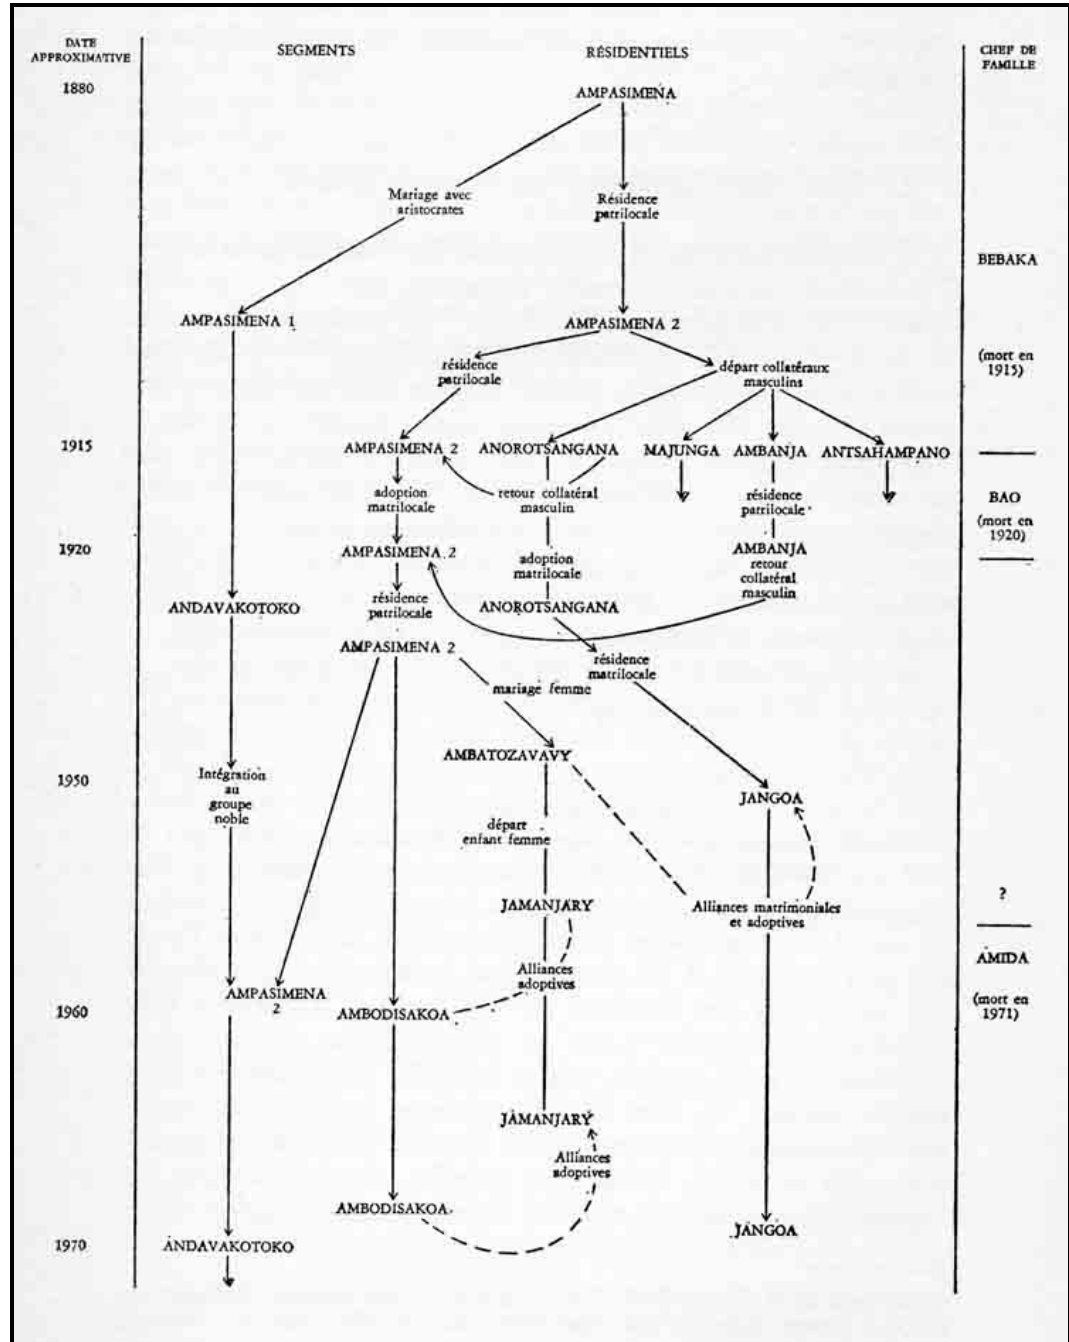 DATE
APPROXIMATIVE
SEGMENTS
RÉSIDENTIELS
CHEF DE
FAMILLE
1880
AMPASIMENA
Mariage avec
aristocrates
Résidence
patrilocale
BEBAKA
AMPASIMENA 1
AMPASIMENA 2
(mort en
1915)
résidence
patrilocale
départ collatéraux
masculins
1915
AMPASIMENA 2
ANOROTSANGANA
MAJUNGA
AMBANJA
ANTSAHAMPANO
adoption
matrilocale
retour collatéral
masculin
résidence
patrilocale
BAO
(mort en
1920)
1920
AMPASIMENA 2
adoption
matrilocale
AMBANJA
retour
collatéral
masculin
ANDAVAKOTOKO
résidence
patrilocale
ANOROTSANGANA
AMPASIMENA 2
résidence
matrilocale
mariage femme
AMBATOZAVAVY
1950
Intégration
au
groupe
noble
JANGOA
départ
enfant femme
?
JAMANJARY
Alliances matrimoniales
et adoptives
AMIDA
Alliances
adoptives
AMPASIMENA
2
(mort en
1971)
1960
AMBODISAKOA
JAMANJARY
Alliances
adoptives
AMBODISAKOA
JANGOA
1970
ANDAVAKOTOKO